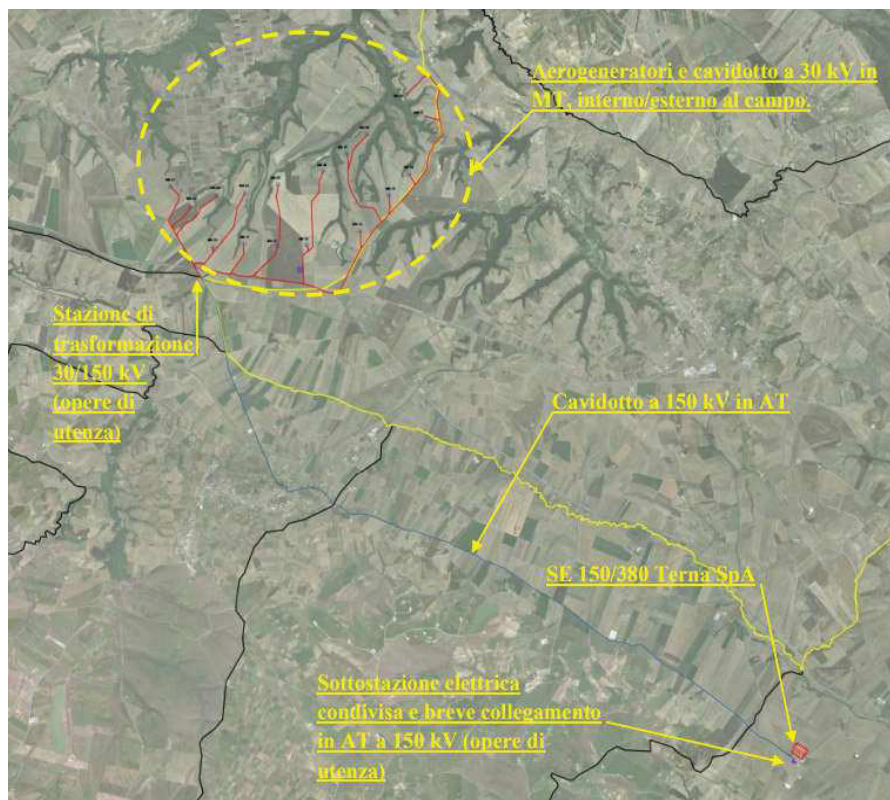 Aerogeneratori e cavidotto a 30 kV in
MT, interno/esterno al campo.
Stazione di
trasformazione
30/150 kV
(opere di
utenza)
Cavidotto a 150 kV in AT
SE 150/380 Terna SpA
Sottostazione elettrica
condivisa e breve collegamento
in AT a 150 kV (opere di
utenza)